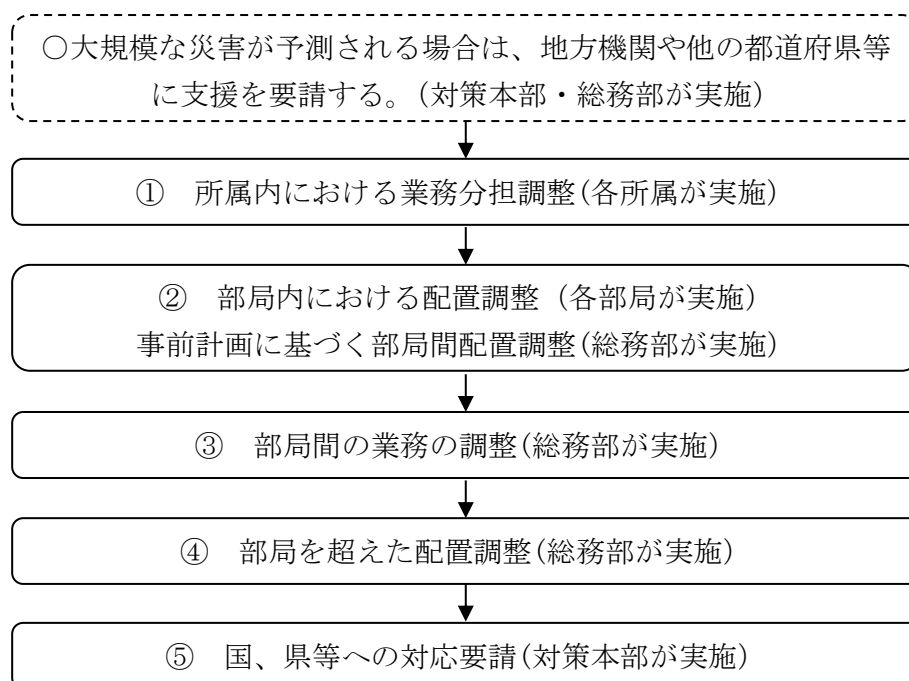 ○大規模な災害が予測される場合は、地方機関や他の都道府県等
に支援を要請する。（対策本部・総務部が実施）
① 所属内における業務分担調整(各所属が実施)
② 部局内における配置調整（各部局が実施)
事前計画に基づく部局間配置調整(総務部が実施)
③ 部局間の業務の調整(総務部が実施)
④ 部局を超えた配置調整(総務部が実施)
⑤ 国、県等への対応要請(対策本部が実施)